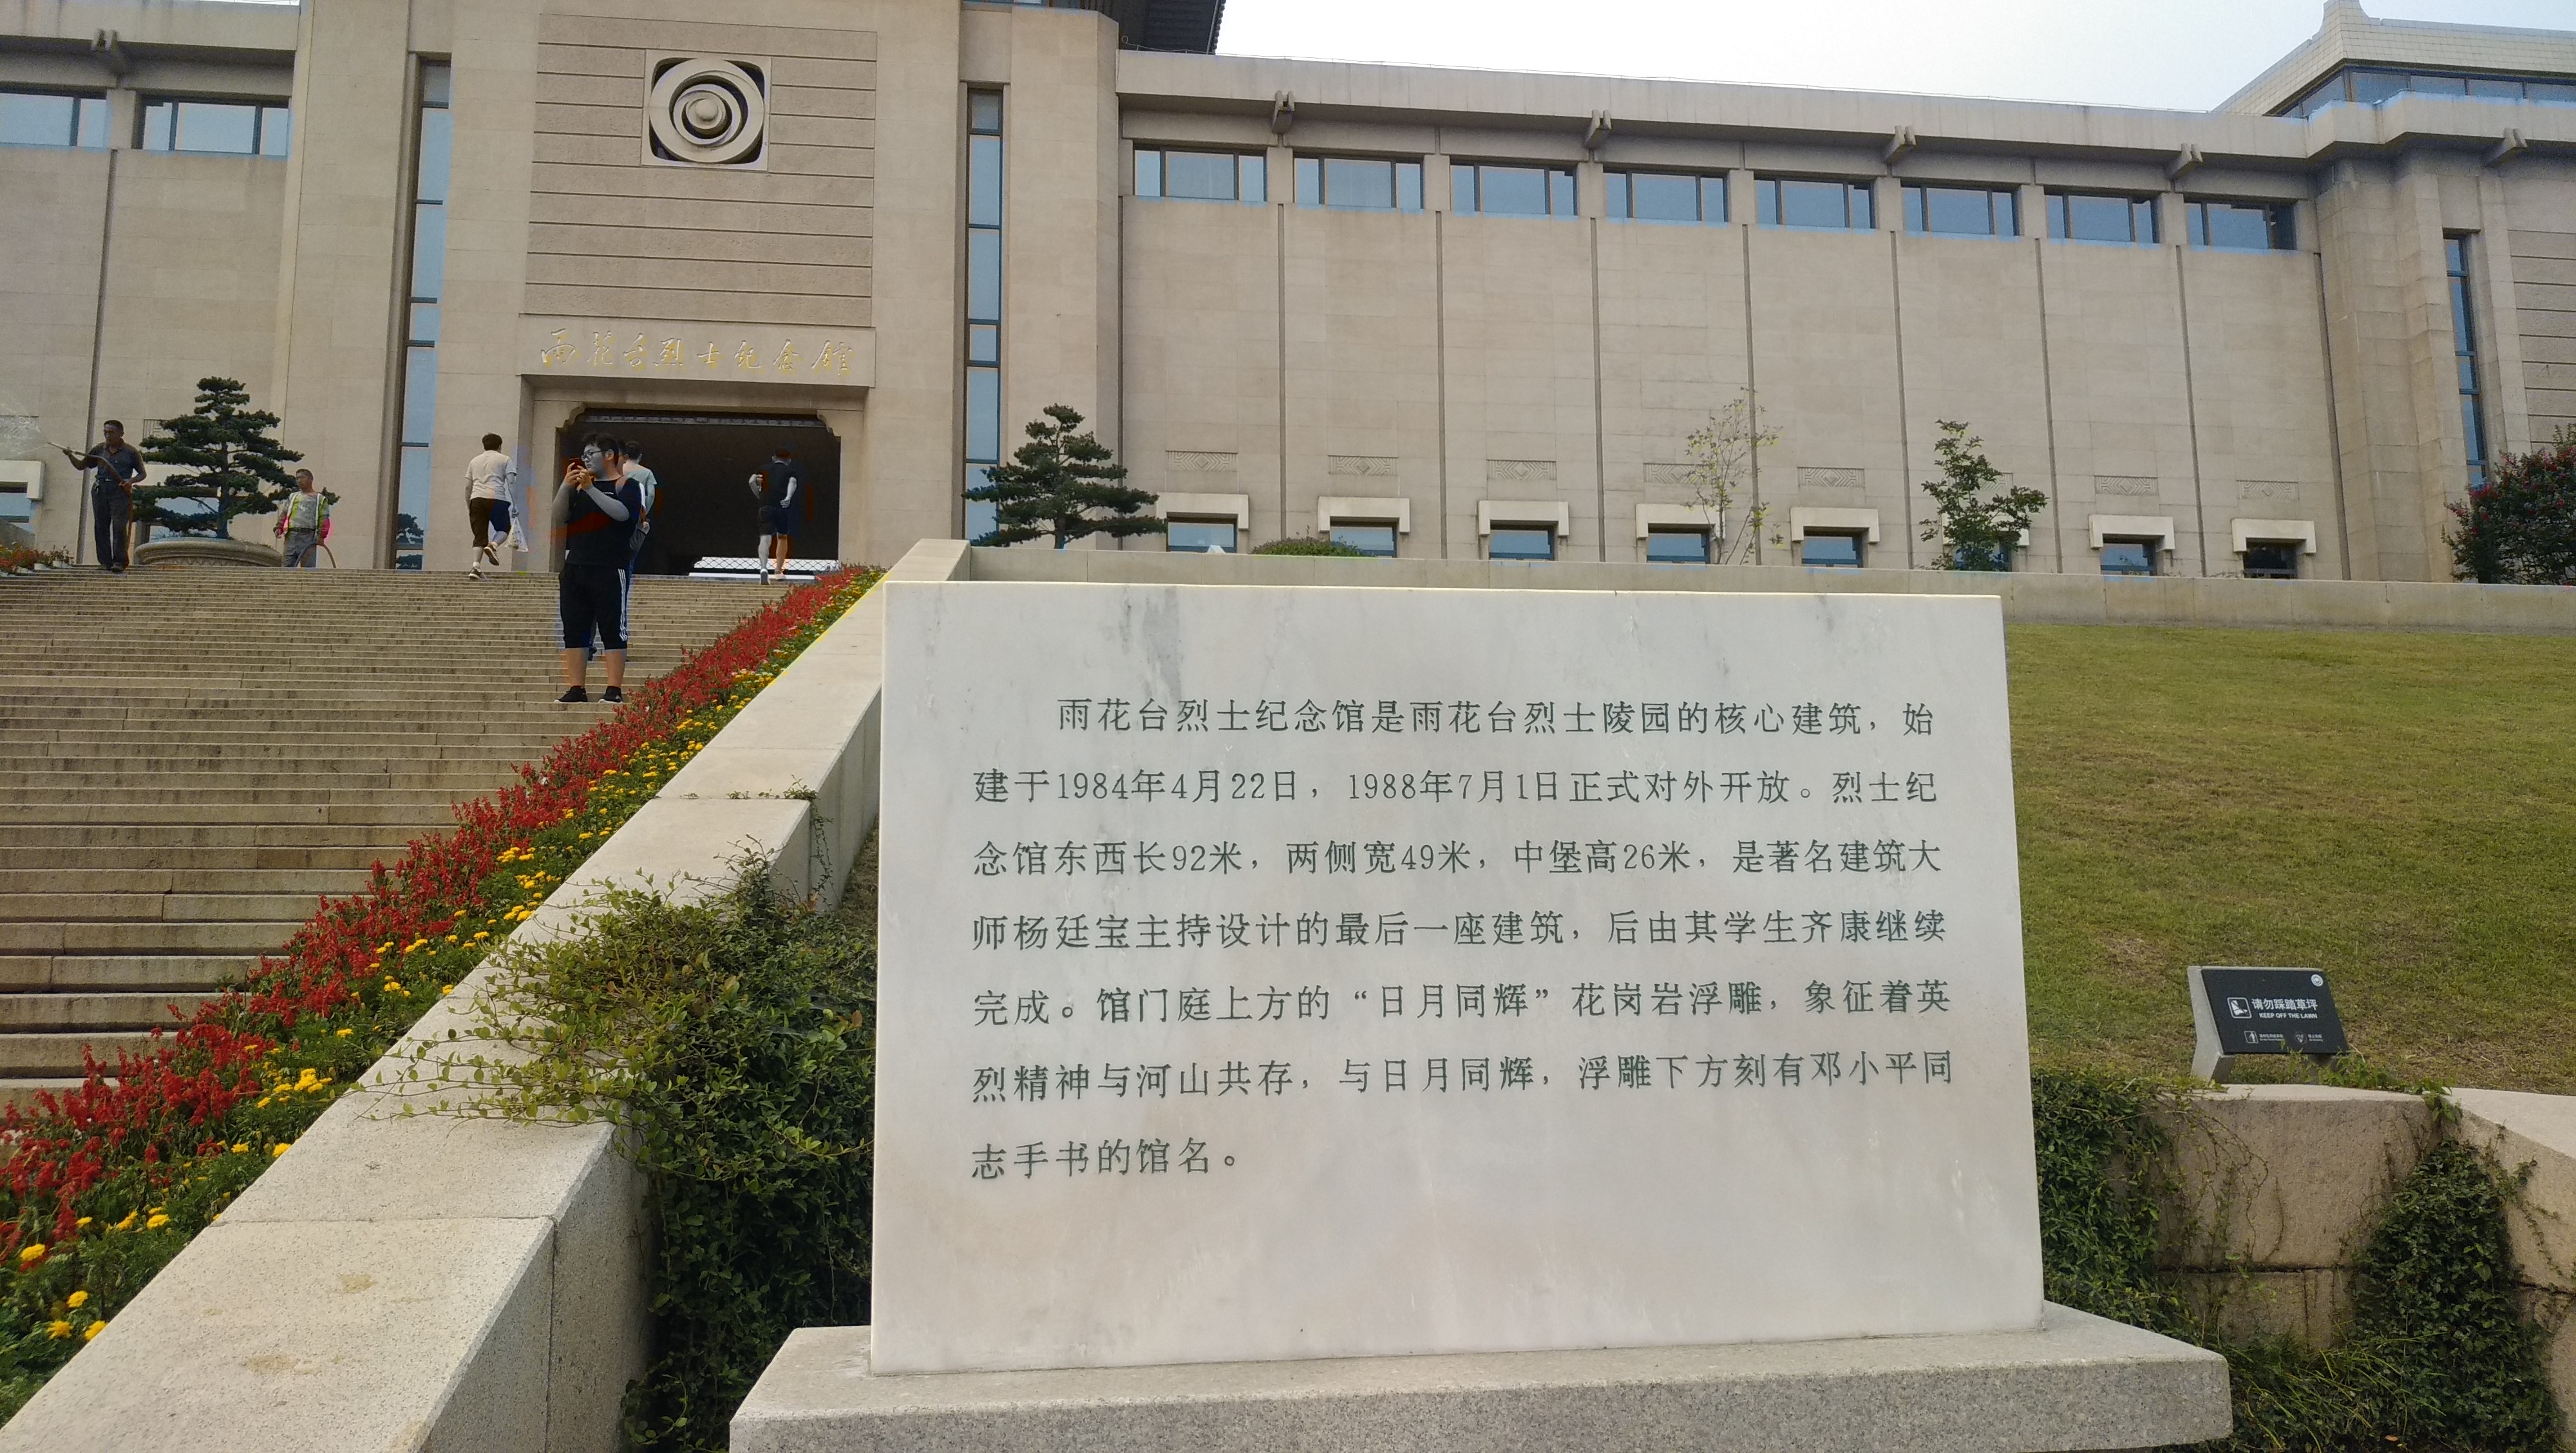 雨花台烈士纪念馆
雨花台烈士纪念馆是雨花台烈士陵园的核心建筑，始
建于1984年4月22日，1988年7月1日正式对外开放。烈士纪
念馆东西长92米，两侧宽49米，中堡高26米，是著名建筑大
师杨廷宝主持设计的最后一座建筑，后由其学生齐康继续
完成。馆门庭上方的“日月同辉”花岗岩浮雕，象征着英
烈精神与河山共存，与日月同辉，浮雕下方刻有邓小平同
志手书的馆名。
请勿踩踏草坪
KEEP OFF THE LAWN